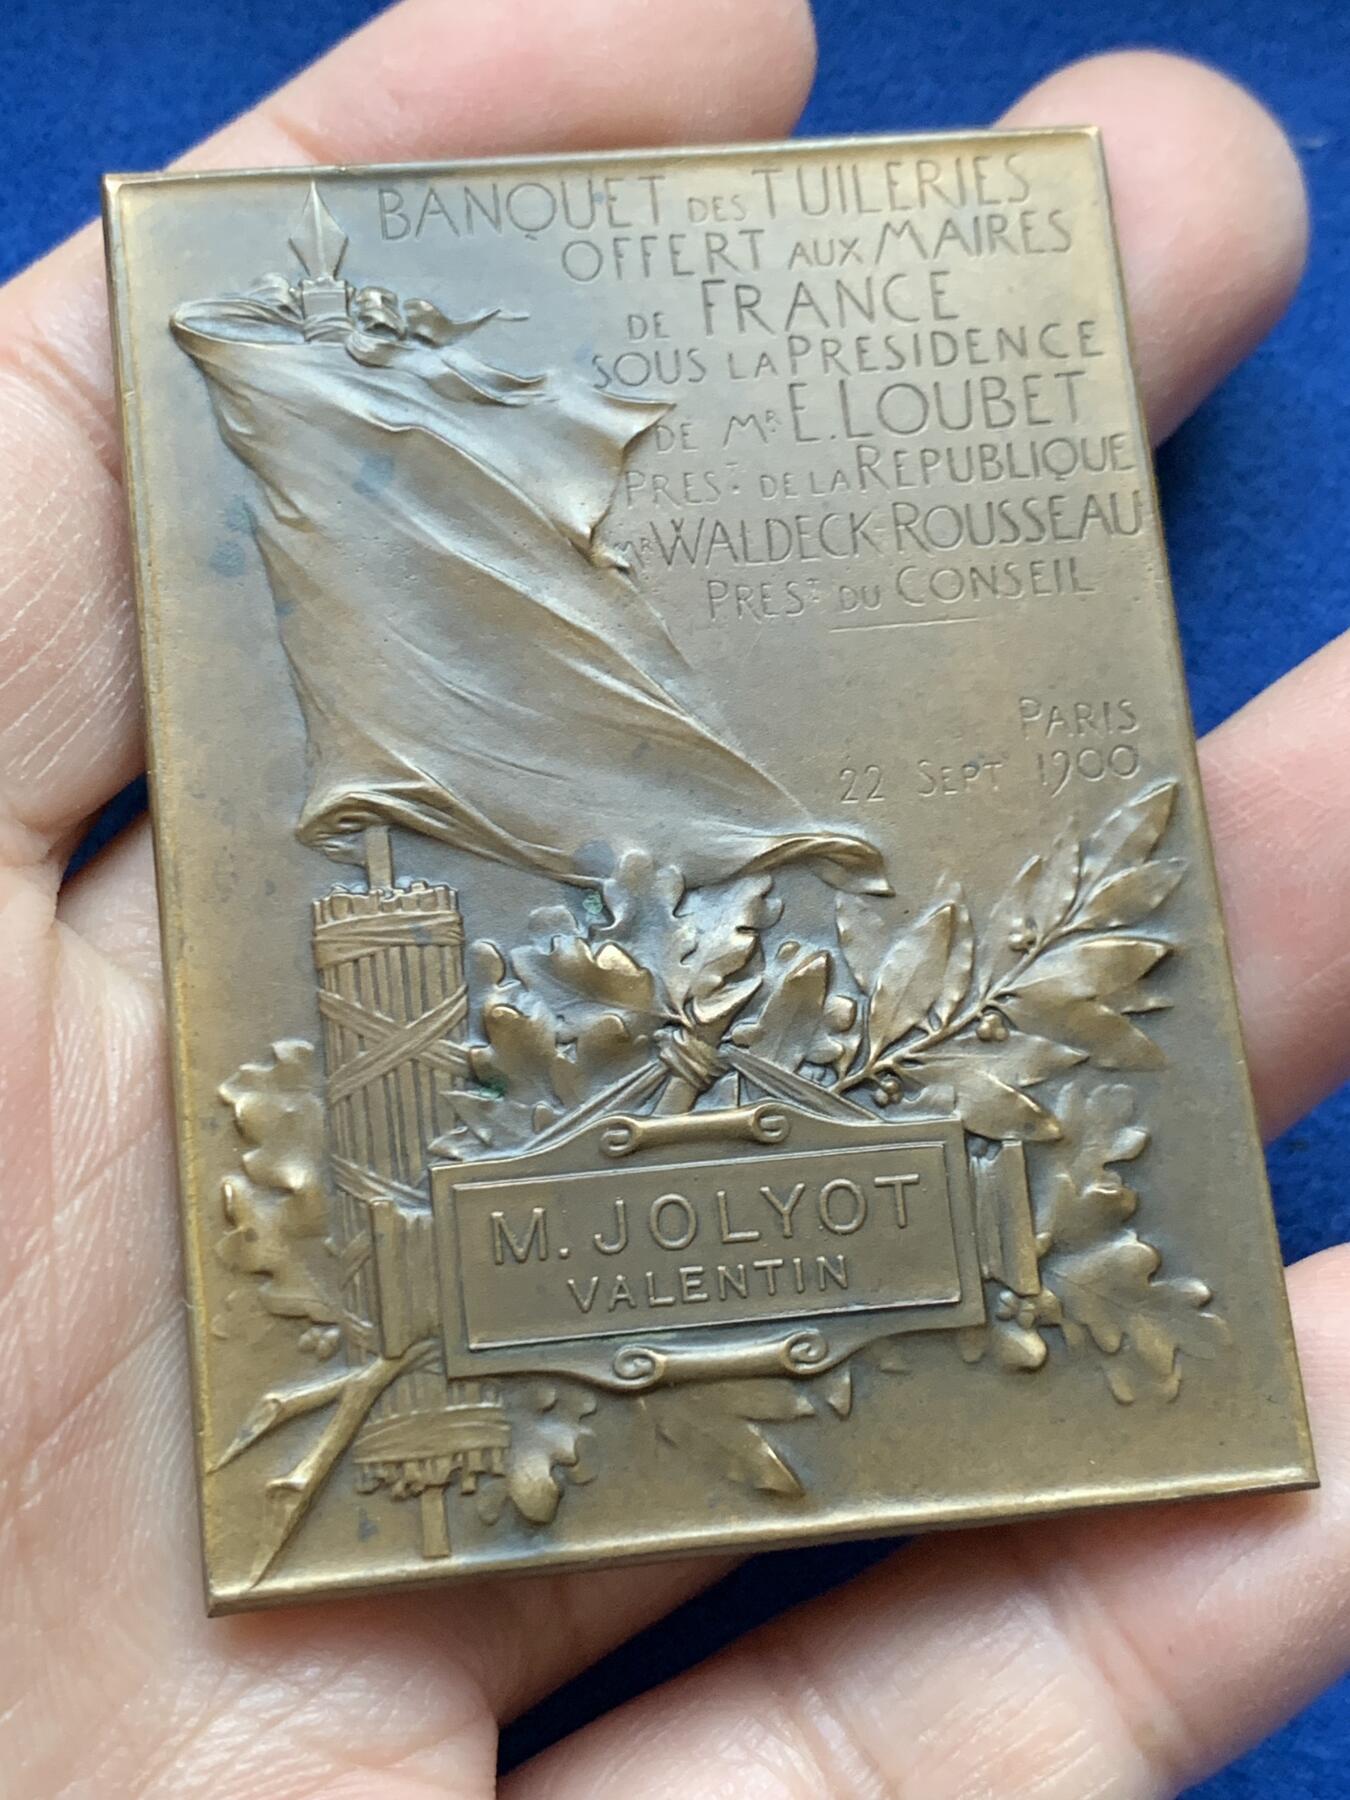 BANQUET DES TUILERIES
OFFERT AUX MAIRES
DE FRANCE
SOUS LA PRESIDENCE
DE MR E. LOUBET
PREST. DE LA REPUBLIQUE
MR WALDECK-ROUSSEAU
PREST DU CONSEIL
PARIS
22 SEPT 1900
M. JOLYOT
VALENTIN